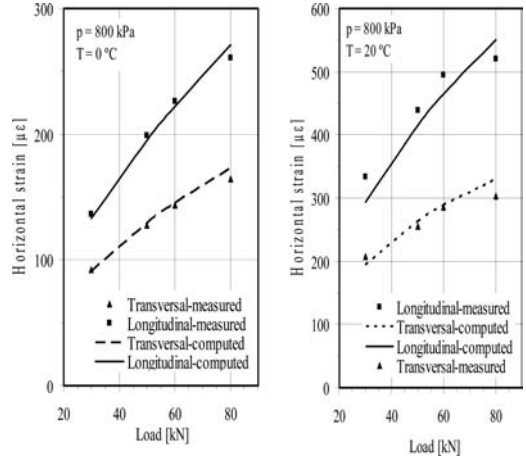 p = 800 kPa
T = 0 ºC
Horizontal strain [µε]
300
200
100
0
Transversal-measured
Longitudinal-measured
Transversal-computed
Longitudinal-computed
20 40 60 80
Load [kN]
p = 800 kPa
T = 20 ºC
Horizontal strain [µε]
600
500
400
300
200
100
0
Longitudinal-measured
Transversal-computed
Longitudinal-computed
Transversal-measured
20 40 60 80
Load [kN]